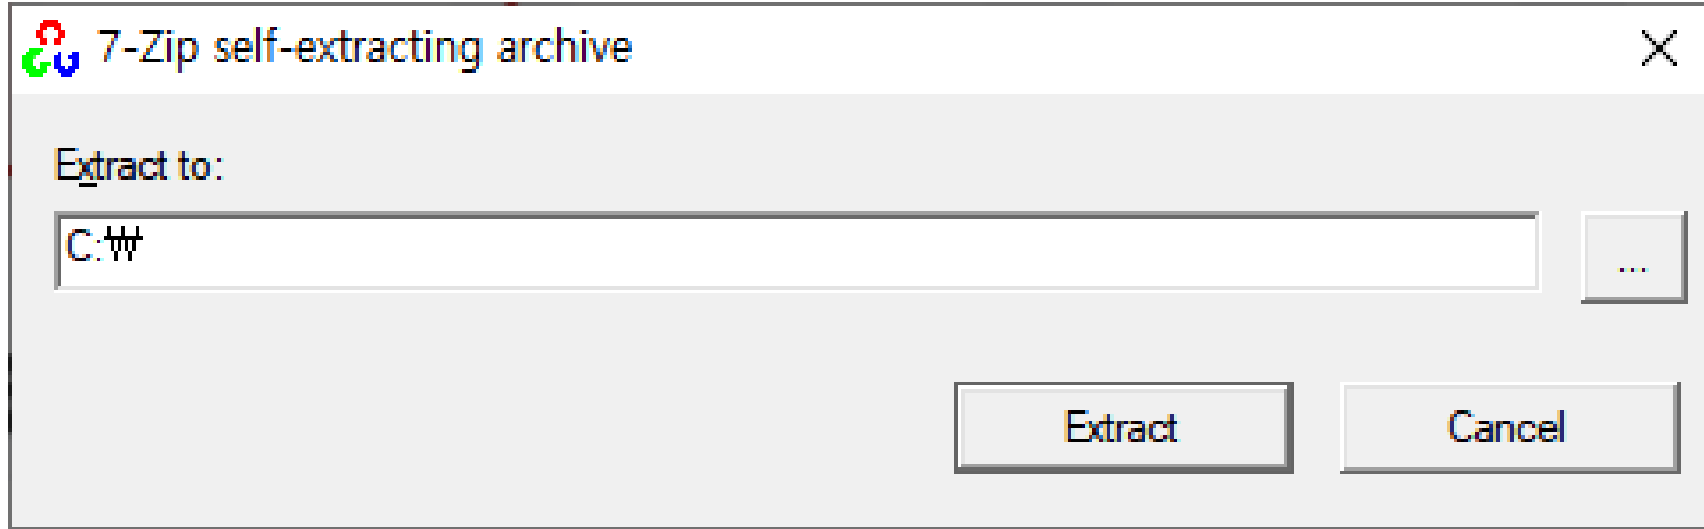 7-Zip self-extracting archive
Extract to:
C:₩
...
Extract
Cancel